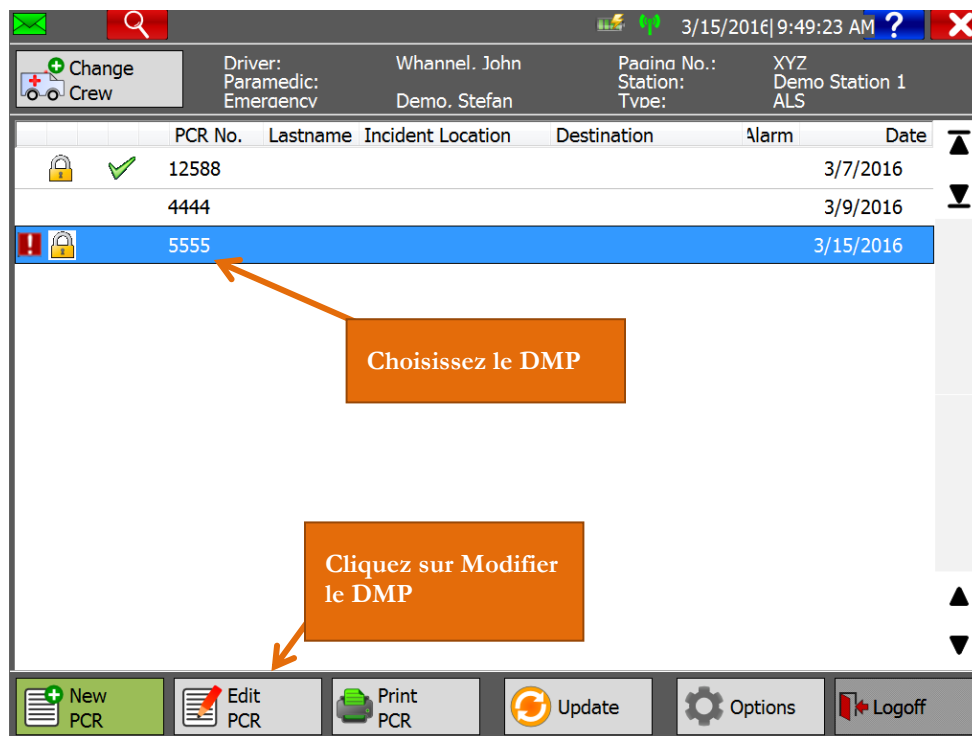 3/15/2016| 9:49:23 AM ?
Change
Crew
Driver: Whannel. John Paging No.: XYZ
Paramedic: Station: Demo Station 1
Emergency Demo. Stefan Type: ALS
PCR No. Lastname Incident Location Destination Alarm Date
12588 3/7/2016
4444 3/9/2016
5555 3/15/2016
Choisissez le DMP
Cliquez sur Modifier
le DMP
New
PCR
Edit
PCR
Print
PCR
Update
Options
Logoff